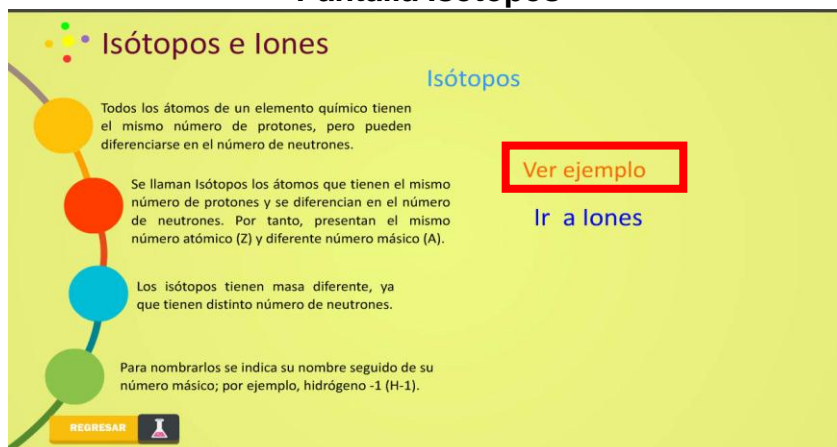 Pantalla Isótopos
Isótopos e Iones
Isótopos
Todos los átomos de un elemento químico tienen
el mismo número de protones, pero pueden
diferenciarse en el número de neutrones.
Se llaman Isótopos los átomos que tienen el mismo
número de protones y se diferencian en el número
de neutrones. Por tanto, presentan el mismo
número atómico (Z) y diferente número másico (A).
Los isótopos tienen masa diferente, ya
que tienen distinto número de neutrones.
Para nombrarlos se indica su nombre seguido de su
número másico; por ejemplo, hidrógeno -1 (H-1).
Ver ejemplo
Ir a Iones
REGRESAR